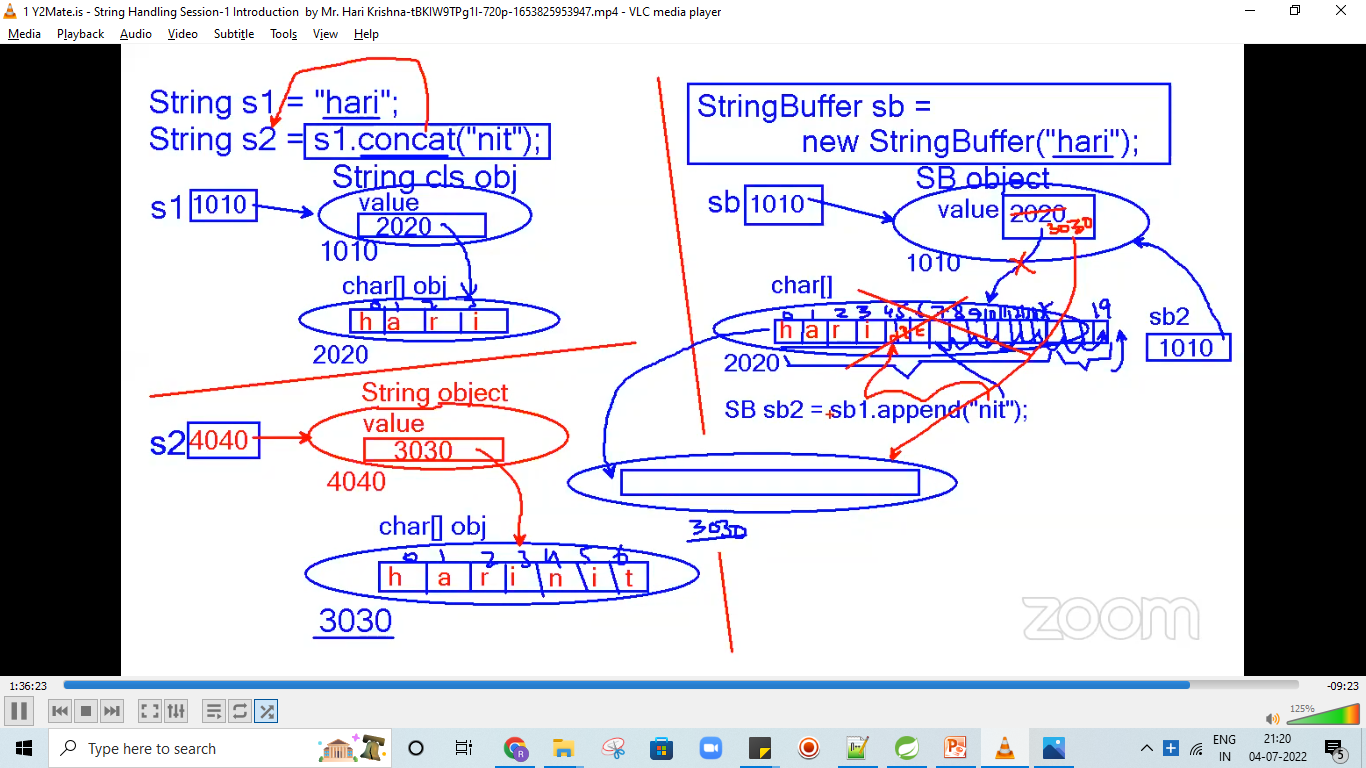 1 Y2Mate.is - String Handling Session-1 Introduction by Mr. Hari Krishna-tBKlW9TPg1I-720p-1653825953947.mp4 - VLC media player
Media Playback Audio Video Subtitle Tools View Help
String s1 = "hari";
String s2 = s1.concat("nit");
String cls obj
s1 1010
value
2020
1010
char[] obj
0 1 2 3
h a r i
2020
String object
s2 4040
value
3030
4040
char[] obj
0 1 2 3 4 5 6
h a r i n i t
3030
StringBuffer sb =
new StringBuffer("hari");
SB object
sb 1010
value 2020
3030
1010
char[]
0 1 2 3 4 5 6 7 8 9 10 11 12 13 19
h a r i
2020
sb2
1010
SB sb2 = sb1.append("nit");
3030
zoom
1:36:23
-09:23
125%
Type here to search
ENG
IN
21:20
04-07-2022
5